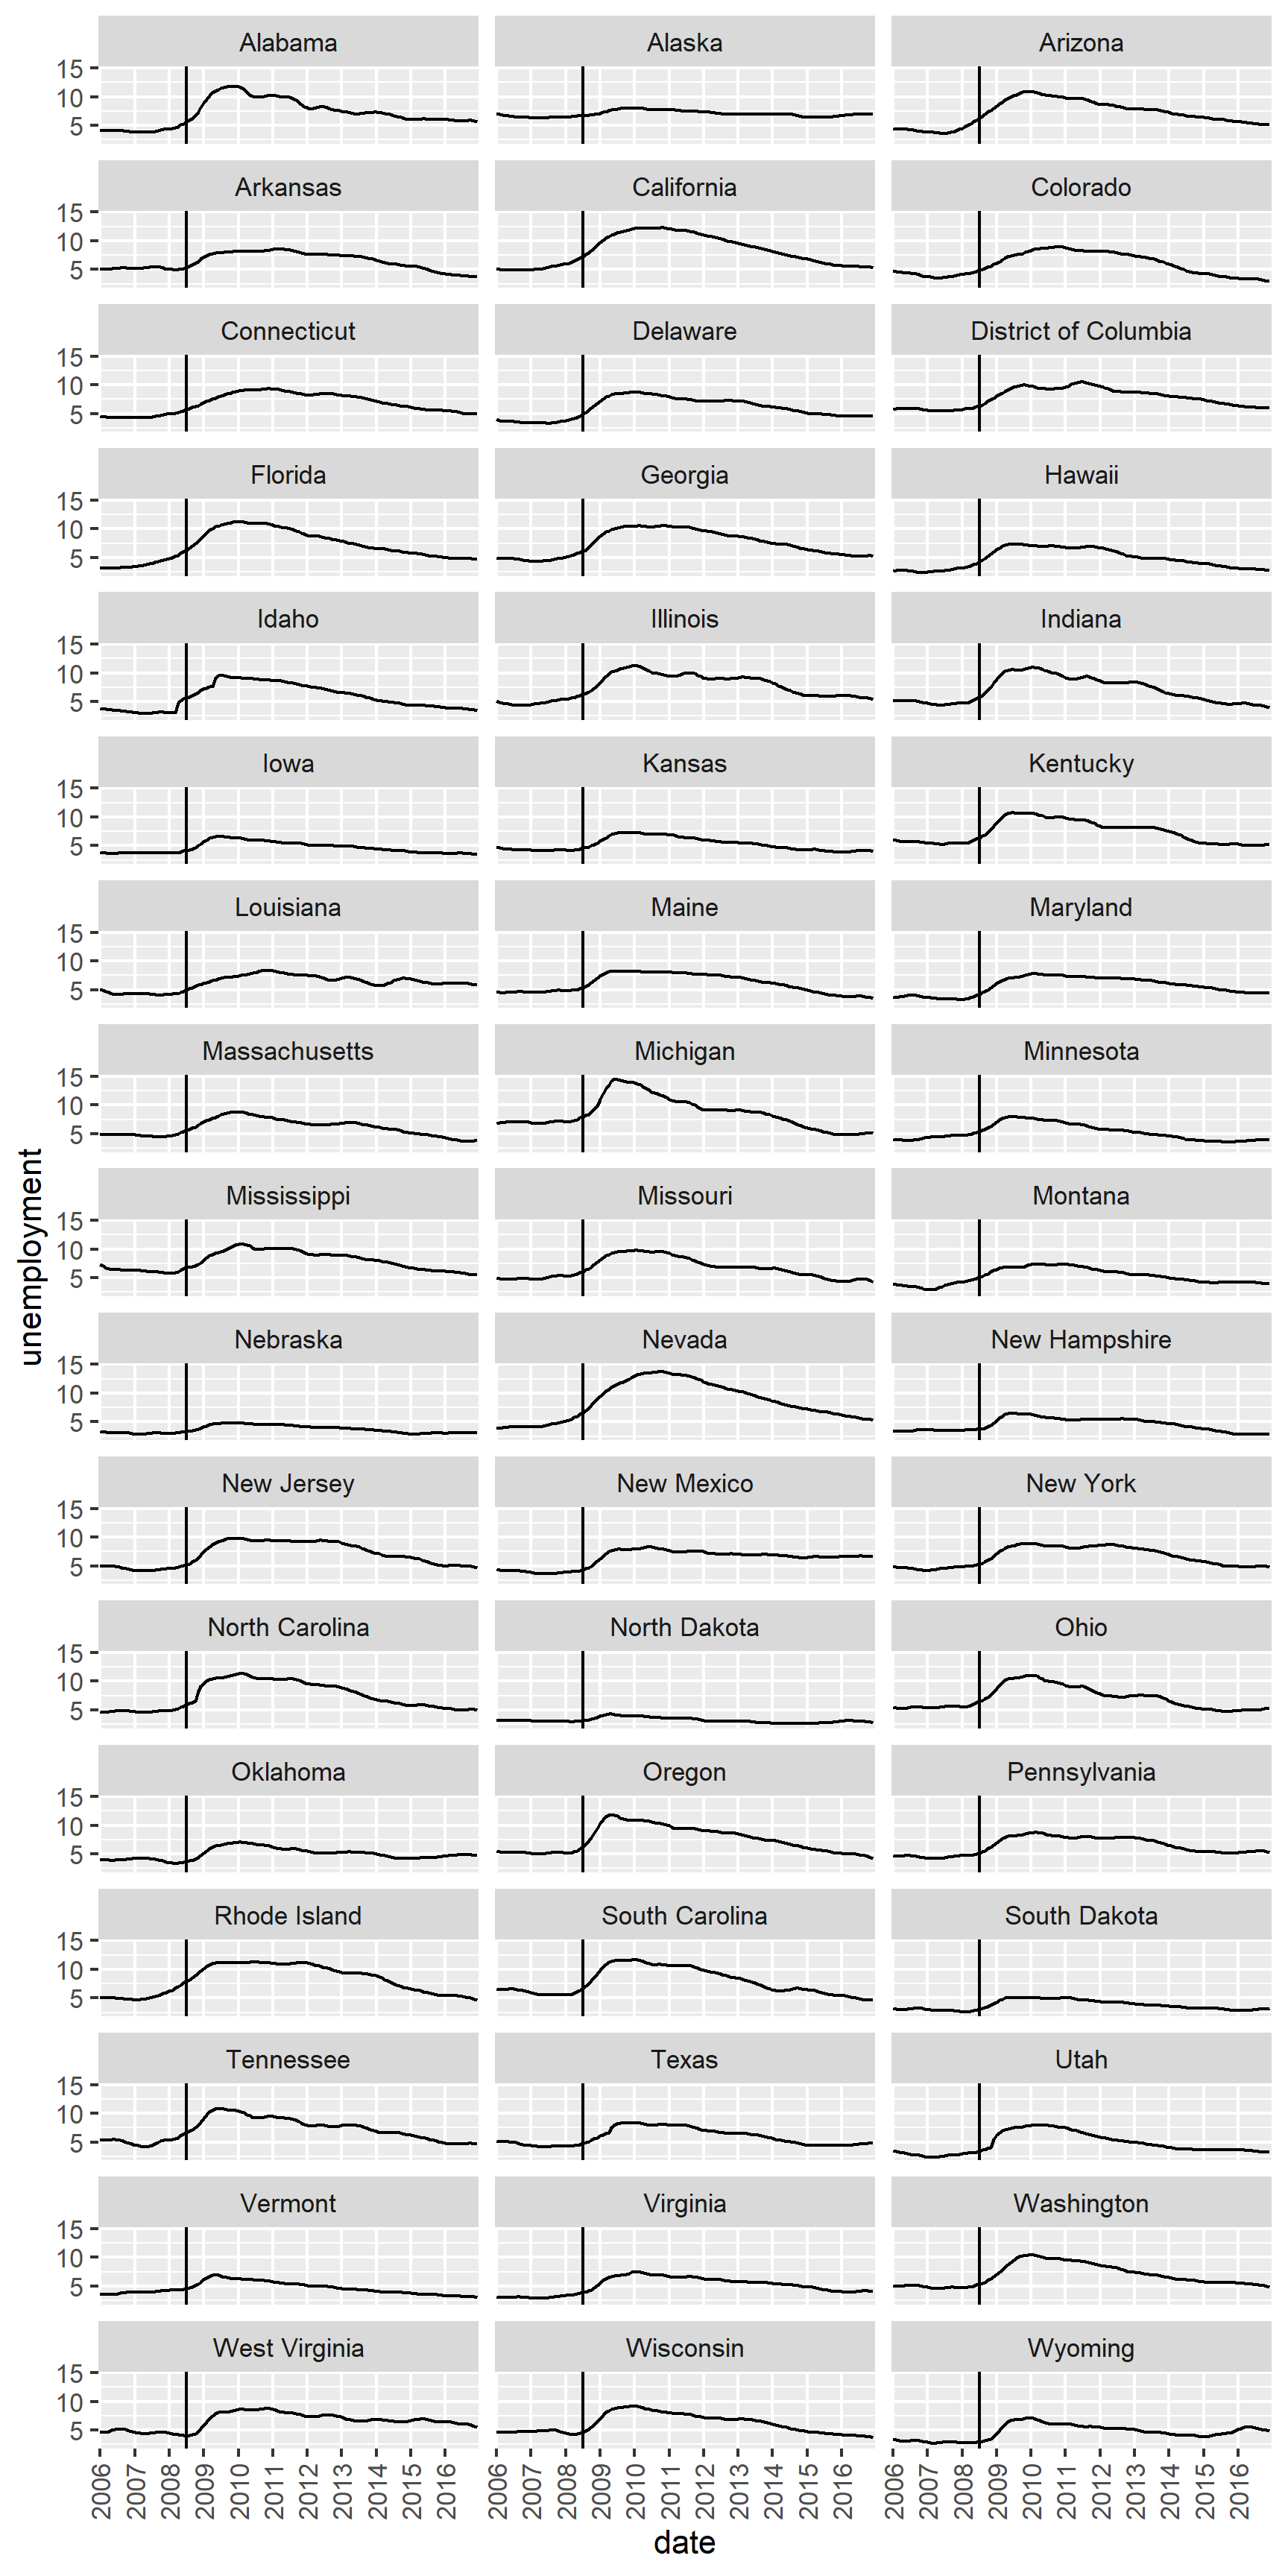 Alabama Alaska Arizona
15
10
5
Arkansas California Colorado
15
10
5
Connecticut Delaware District of Columbia
15
10
5
Florida Georgia Hawaii
15
10
5
Idaho Illinois Indiana
15
10
5
Iowa Kansas Kentucky
15
10
5
Louisiana Maine Maryland
15
10
5
Massachusetts Michigan Minnesota
15
10
5
unemployment
Mississippi Missouri Montana
15
10
5
Nebraska Nevada New Hampshire
15
10
5
New Jersey New Mexico New York
15
10
5
North Carolina North Dakota Ohio
15
10
5
Oklahoma Oregon Pennsylvania
15
10
5
Rhode Island South Carolina South Dakota
15
10
5
Tennessee Texas Utah
15
10
5
Vermont Virginia Washington
15
10
5
West Virginia Wisconsin Wyoming
15
10
5
2006 2007 2008 2009 2010 2011 2012 2013 2014 2015 2016 2006 2007 2008 2009 2010 2011 2012 2013 2014 2015 2016 2006 2007 2008 2009 2010 2011 2012 2013 2014 2015 2016
date